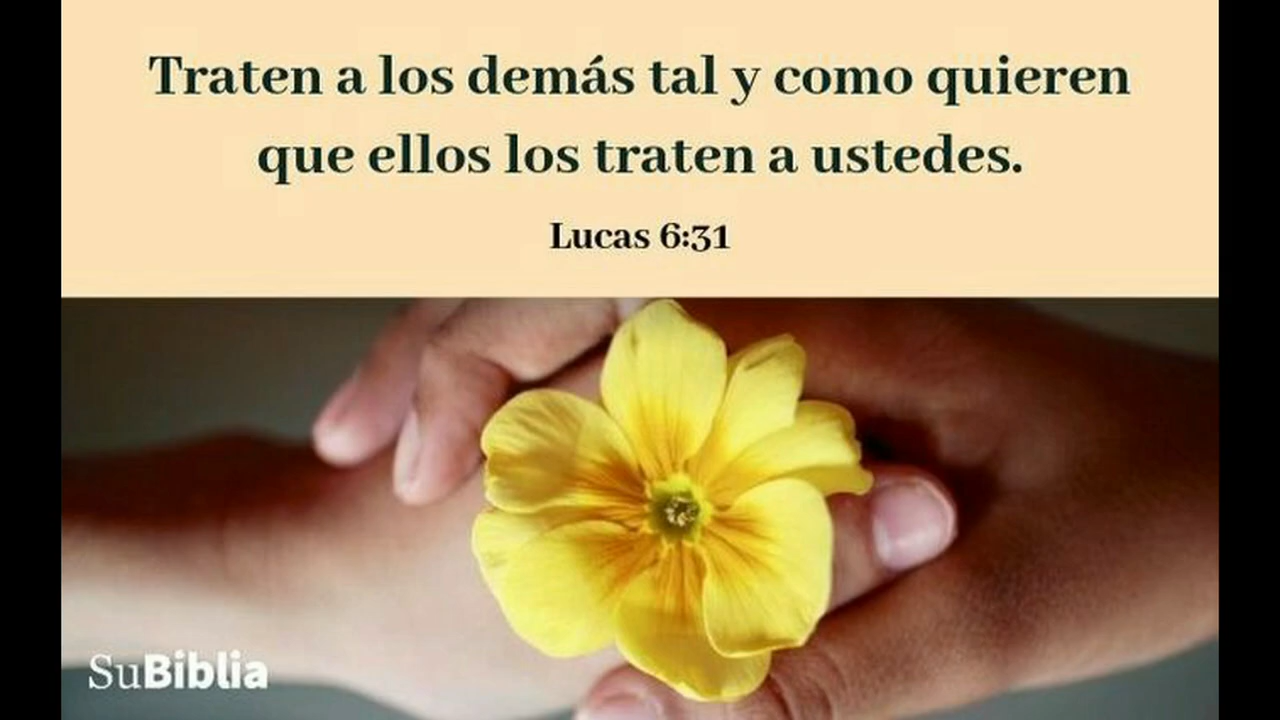 Traten a los demás tal y como quieren
que ellos los traten a ustedes.
Lucas 6:31
SuBiblia